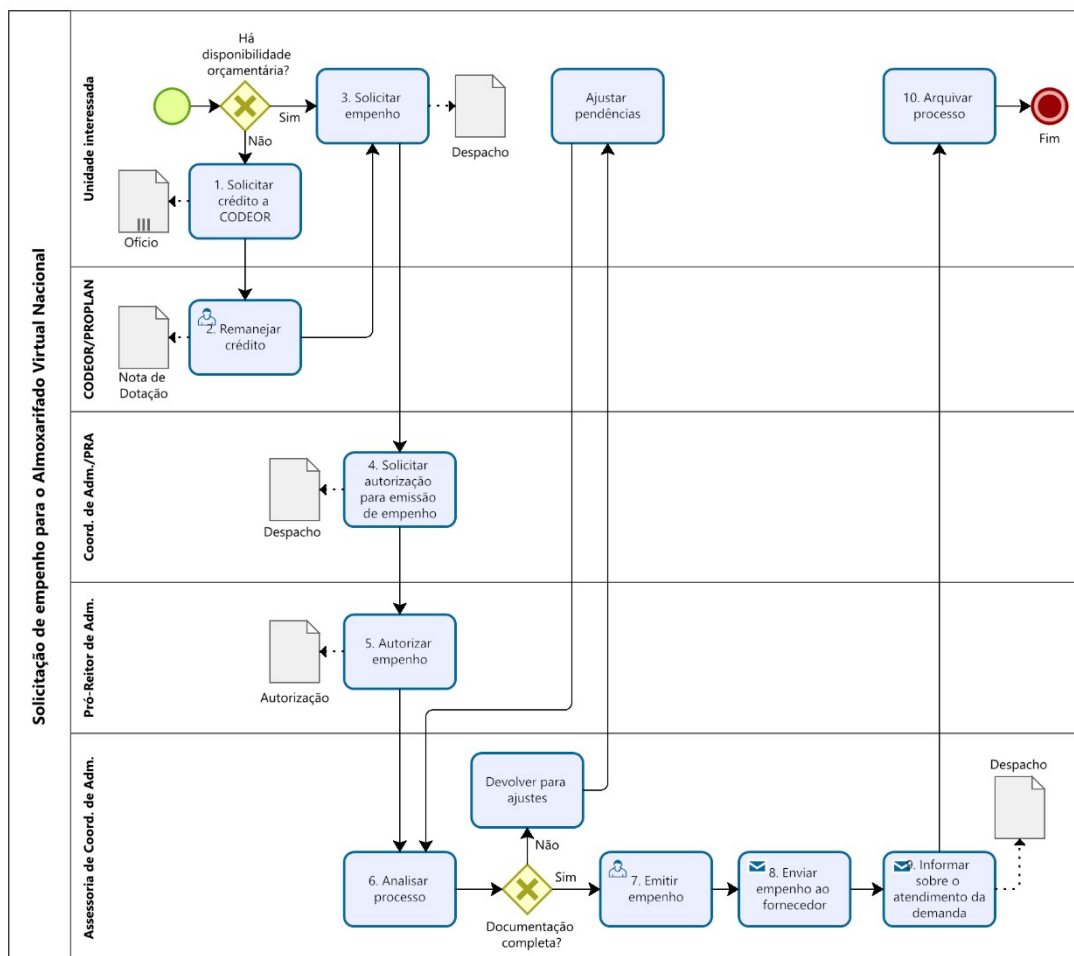 Solicitação de empenho para o Almoxarifado Virtual Nacional
Unidade interessada
Há
disponibilidade
orçamentária?
Sim
Não
3. Solicitar
empenho
Despacho
Ajustar
pendências
10. Arquivar
processo
Fim
1. Solicitar
crédito a
CODEOR
Ofício
CODEOR/PROPLAN
2. Remanejar
crédito
Nota de
Dotação
Coord. de Adm./PRA
4. Solicitar
autorização
para emissão
de empenho
Despacho
Pró-Reitor de Adm.
5. Autorizar
empenho
Autorização
Assessoria de Coord. de Adm.
Devolver para
ajustes
Despacho
Não
6. Analisar
processo
Sim
Documentação
completa?
7. Emitir
empenho
8. Enviar
empenho ao
fornecedor
9. Informar
sobre o
atendimento da
demanda